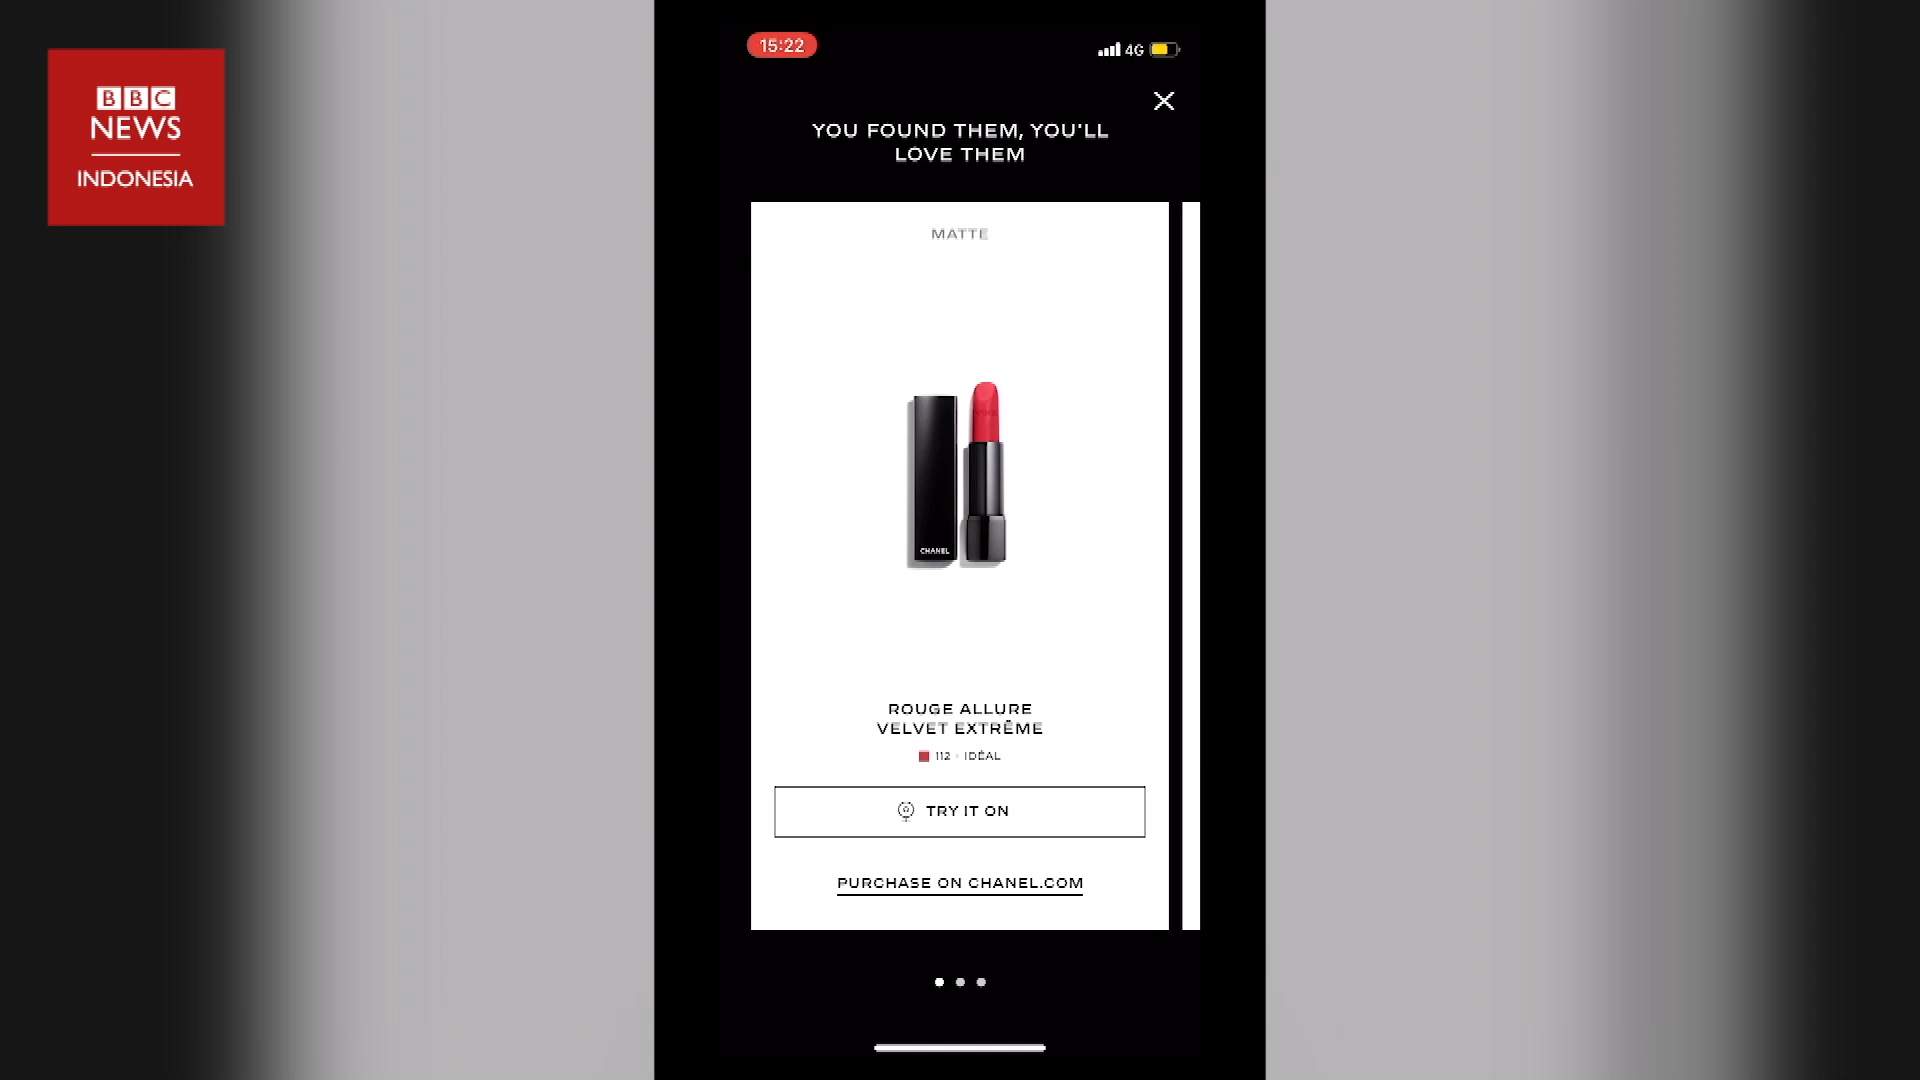 BBC
NEWS
INDONESIA
15:22
4G
YOU FOUND THEM, YOU'LL
LOVE THEM
MATTE
CHANEL
ROUGE ALLURE
VELVET EXTRÊME
112 - IDÉAL
TRY IT ON
PURCHASE ON CHANEL.COM